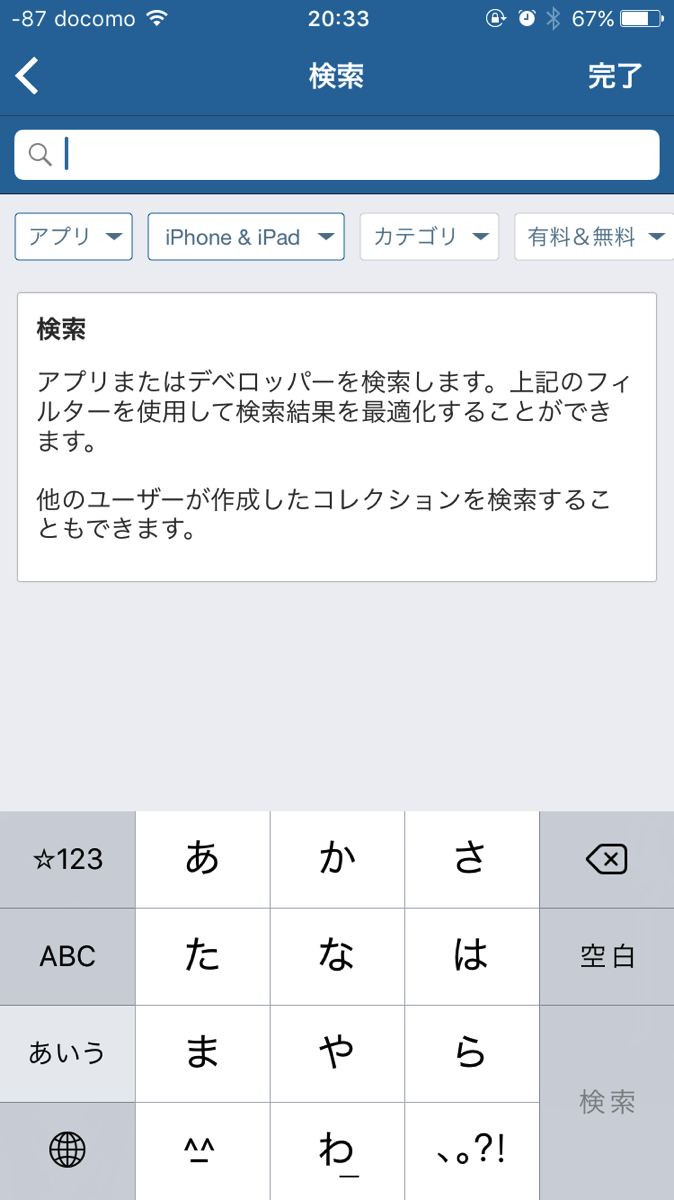 -87 docomo 20:33 67%
検索 完了
アプリ iPhone & iPad カテゴリ 有料&無料
検索
アプリまたはデベロッパーを検索します。上記のフィ
ルターを使用して検索結果を最適化することができ
ます。
他のユーザーが作成したコレクションを検索するこ
ともできます。
☆123 あ か さ
ABC た な は 空白
あいう ま や ら 検索
^_^ わ_ 、。?!